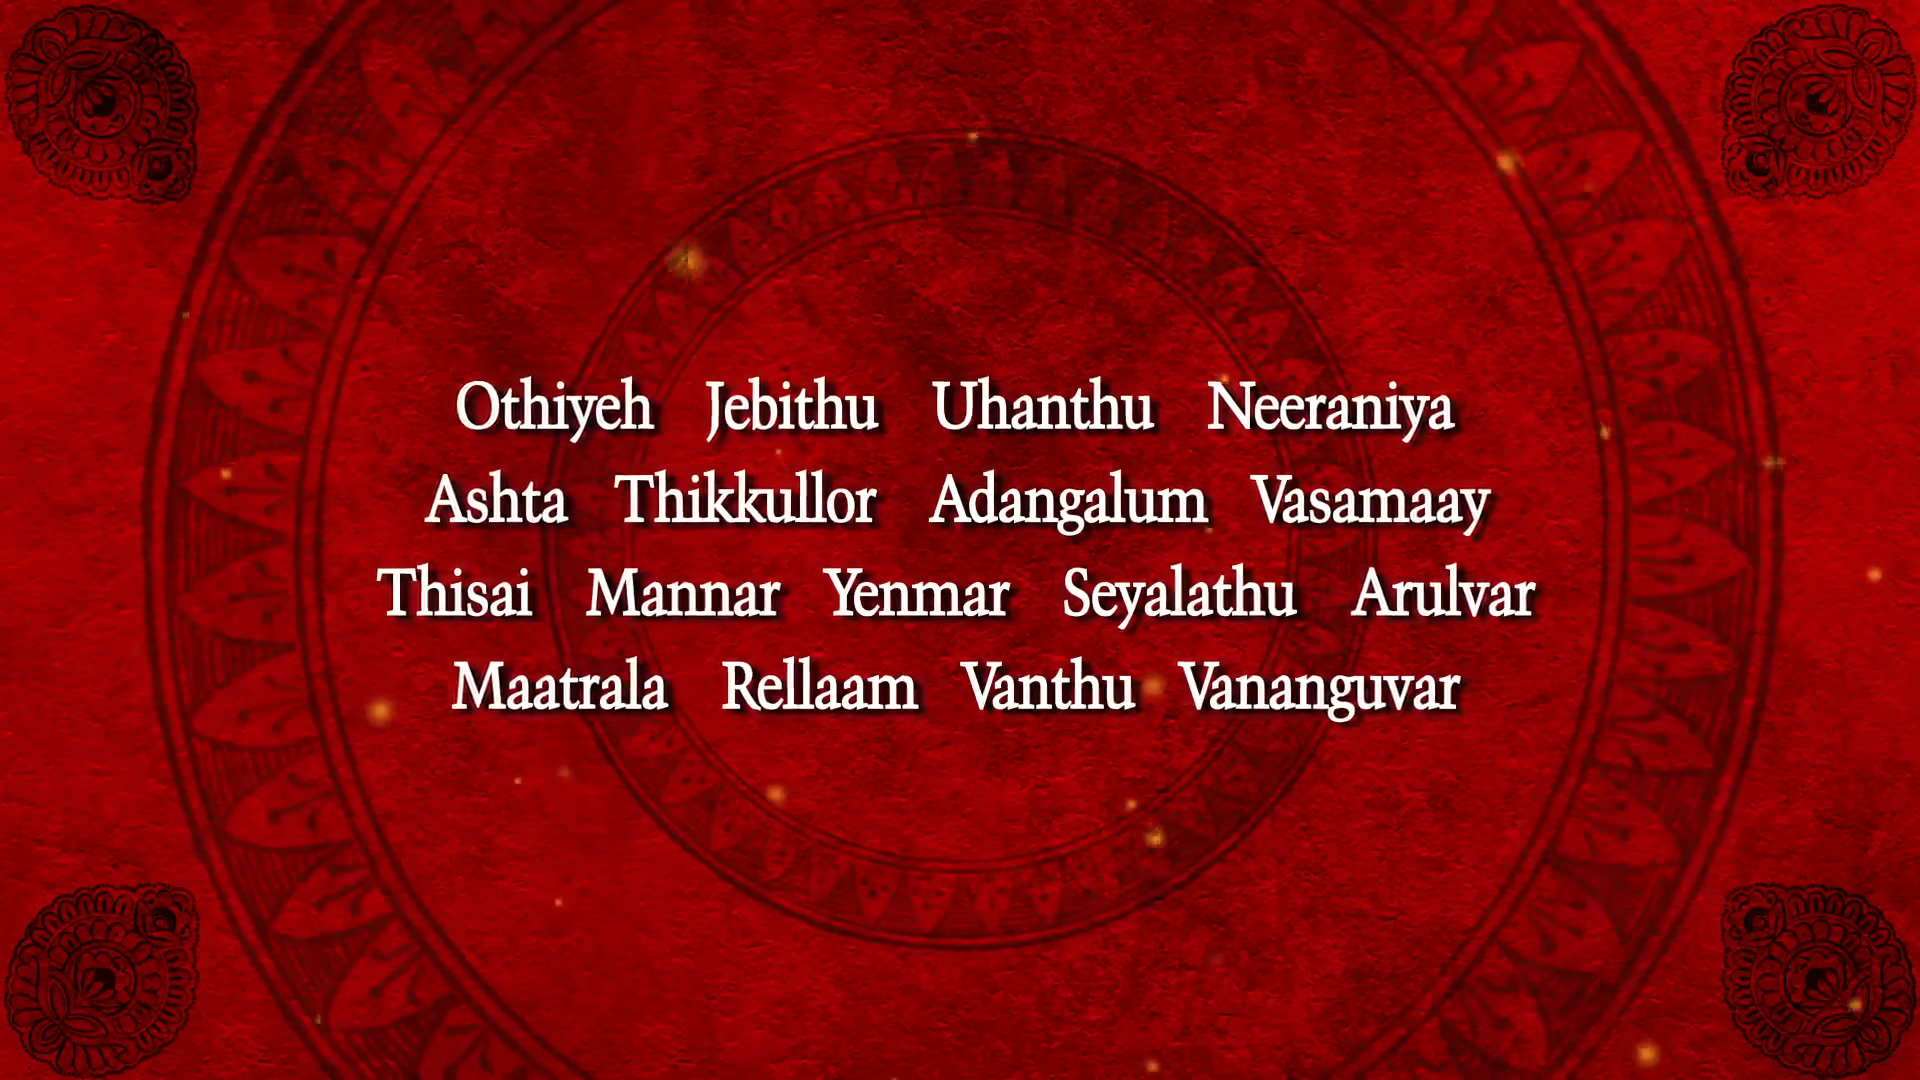 Othiyeh Jebithu Uhanthu Neeraniya
Ashta Thikkullor Adangalum Vasamaay
Thisai Mannar Yenmar Seyalathu Arulvar
Maatrala Rellaam Vanthu Vananguvar